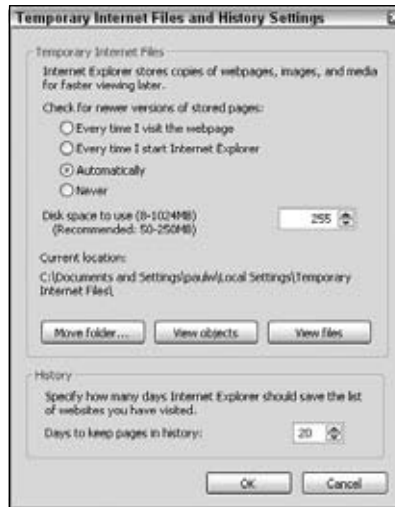 Temporary Internet Files and History Settings
Temporary Internet Files
Internet Explorer stores copies of webpages, images, and media
for faster viewing later.
Check for newer versions of stored pages:
Every time I visit the webpage
Every time I start Internet Explorer
Automatically
Never
Disk space to use (8-1024MB)
255
(Recommended: 50-250MB)
Current location:
C:\Documents and Settings\paulw\Local Settings\Temporary
Internet Files\
Move folder...
View objects
View files
History
Specify how many days Internet Explorer should save the list
of websites you have visited.
Days to keep pages in history:
20
OK
Cancel